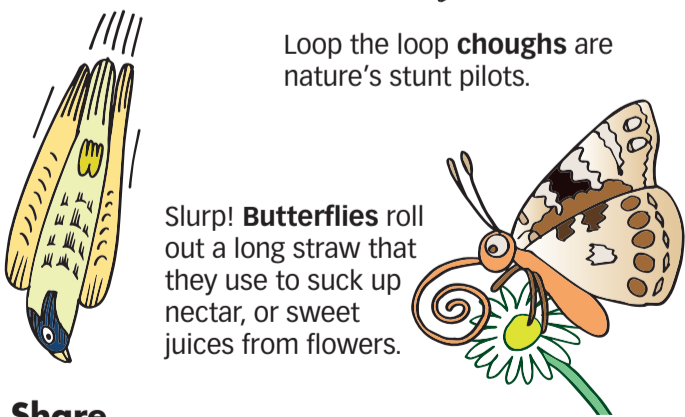 Loop the loop choughs are
nature's stunt pilots.
Slurp! Butterflies roll
out a long straw that
they use to suck up
nectar, or sweet
juices from flowers.
Share